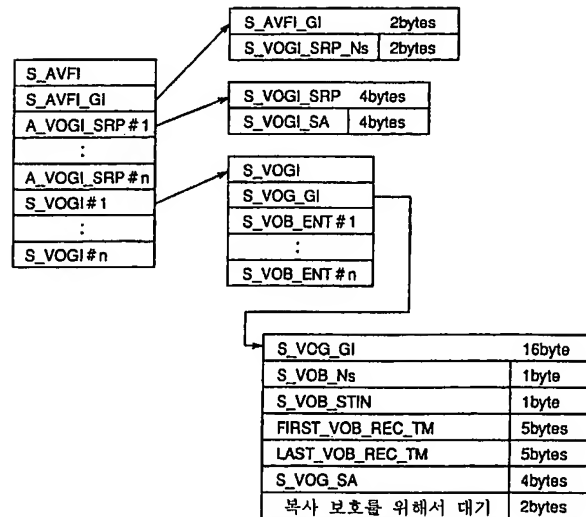 S_AVFI_GI 2bytes
S_VOGI_SRP_Ns 2bytes
S_AVFI
S_AVFI_GI
A_VOGI_SRP#1
:
A_VOGI_SRP#n
S_VOGI#1
:
S_VOGI#n
S_VOGI_SRP 4bytes
S_VOGI_SA 4bytes
S_VOGI
S_VOG_GI
S_VOB_ENT#1
:
S_VOB_ENT#n
S_VOG_GI 16byte
S_VOB_Ns 1byte
S_VOB_STIN 1byte
FIRST_VOB_REC_TM 5bytes
LAST_VOB_REC_TM 5bytes
S_VOG_SA 4bytes
복사 보호를 위해서 대기 2bytes